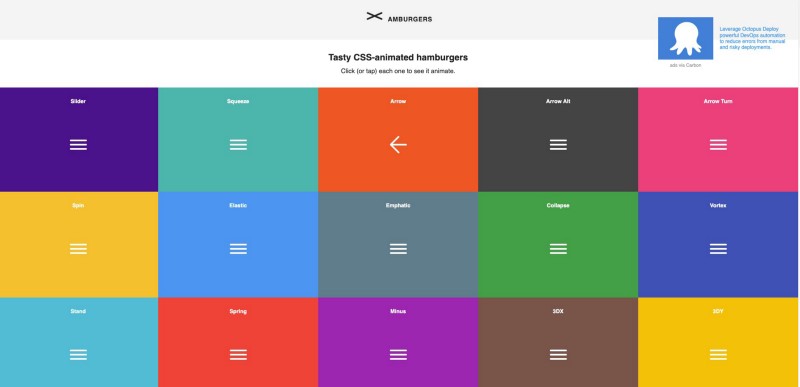 AMBURGERS
Leverage Octopus Deploy
powerful DevOps automation
to reduce errors from manual
and risky deployments.
ads via Carbon
Tasty CSS-animated hamburgers
Click (or tap) each one to see it animate.
Slider
Squeeze
Arrow
Arrow Alt
Arrow Turn
Spin
Elastic
Emphatic
Collapse
Vortex
Stand
Spring
Minus
3DX
3DY